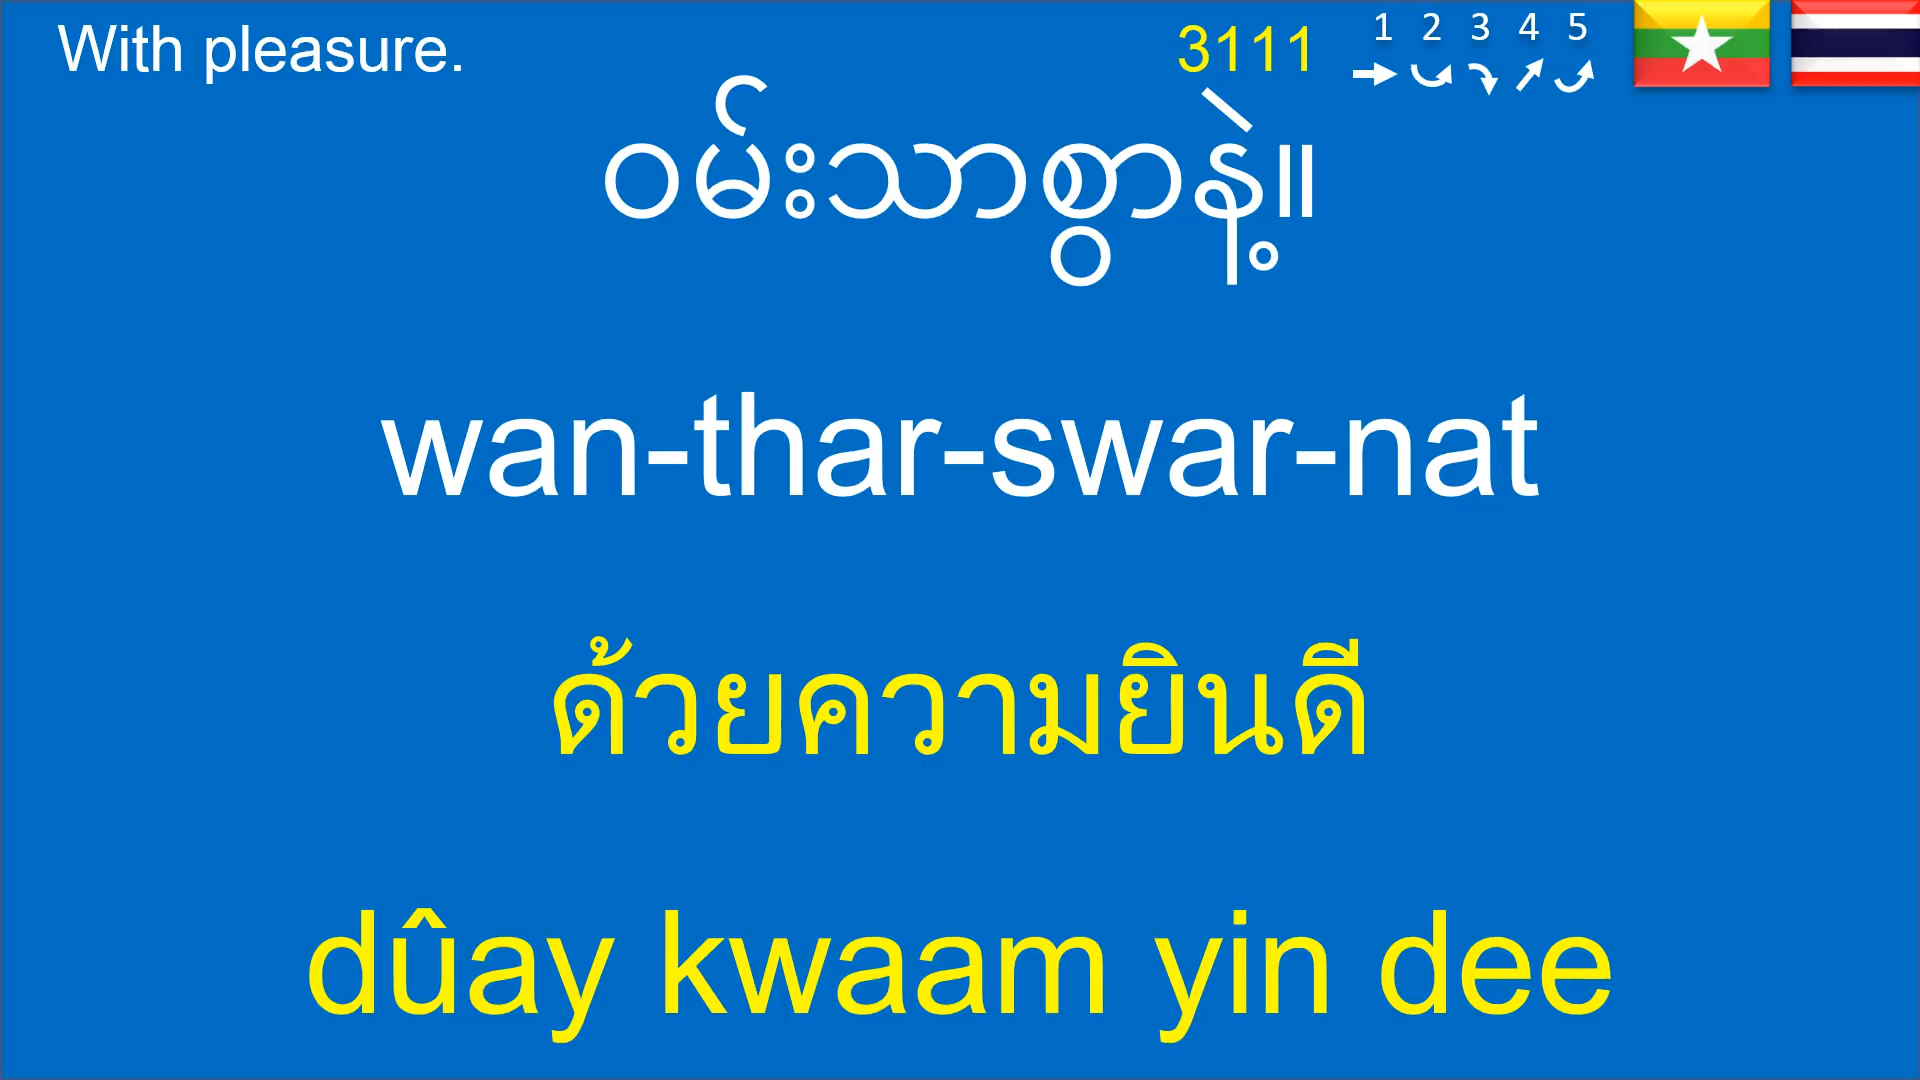 With pleasure.
3111
1 2 3 4 5
ဝမ်းသာစွာနဲ့။
wan-thar-swar-nat
ด้วยความยินดี
dûay kwaam yin dee